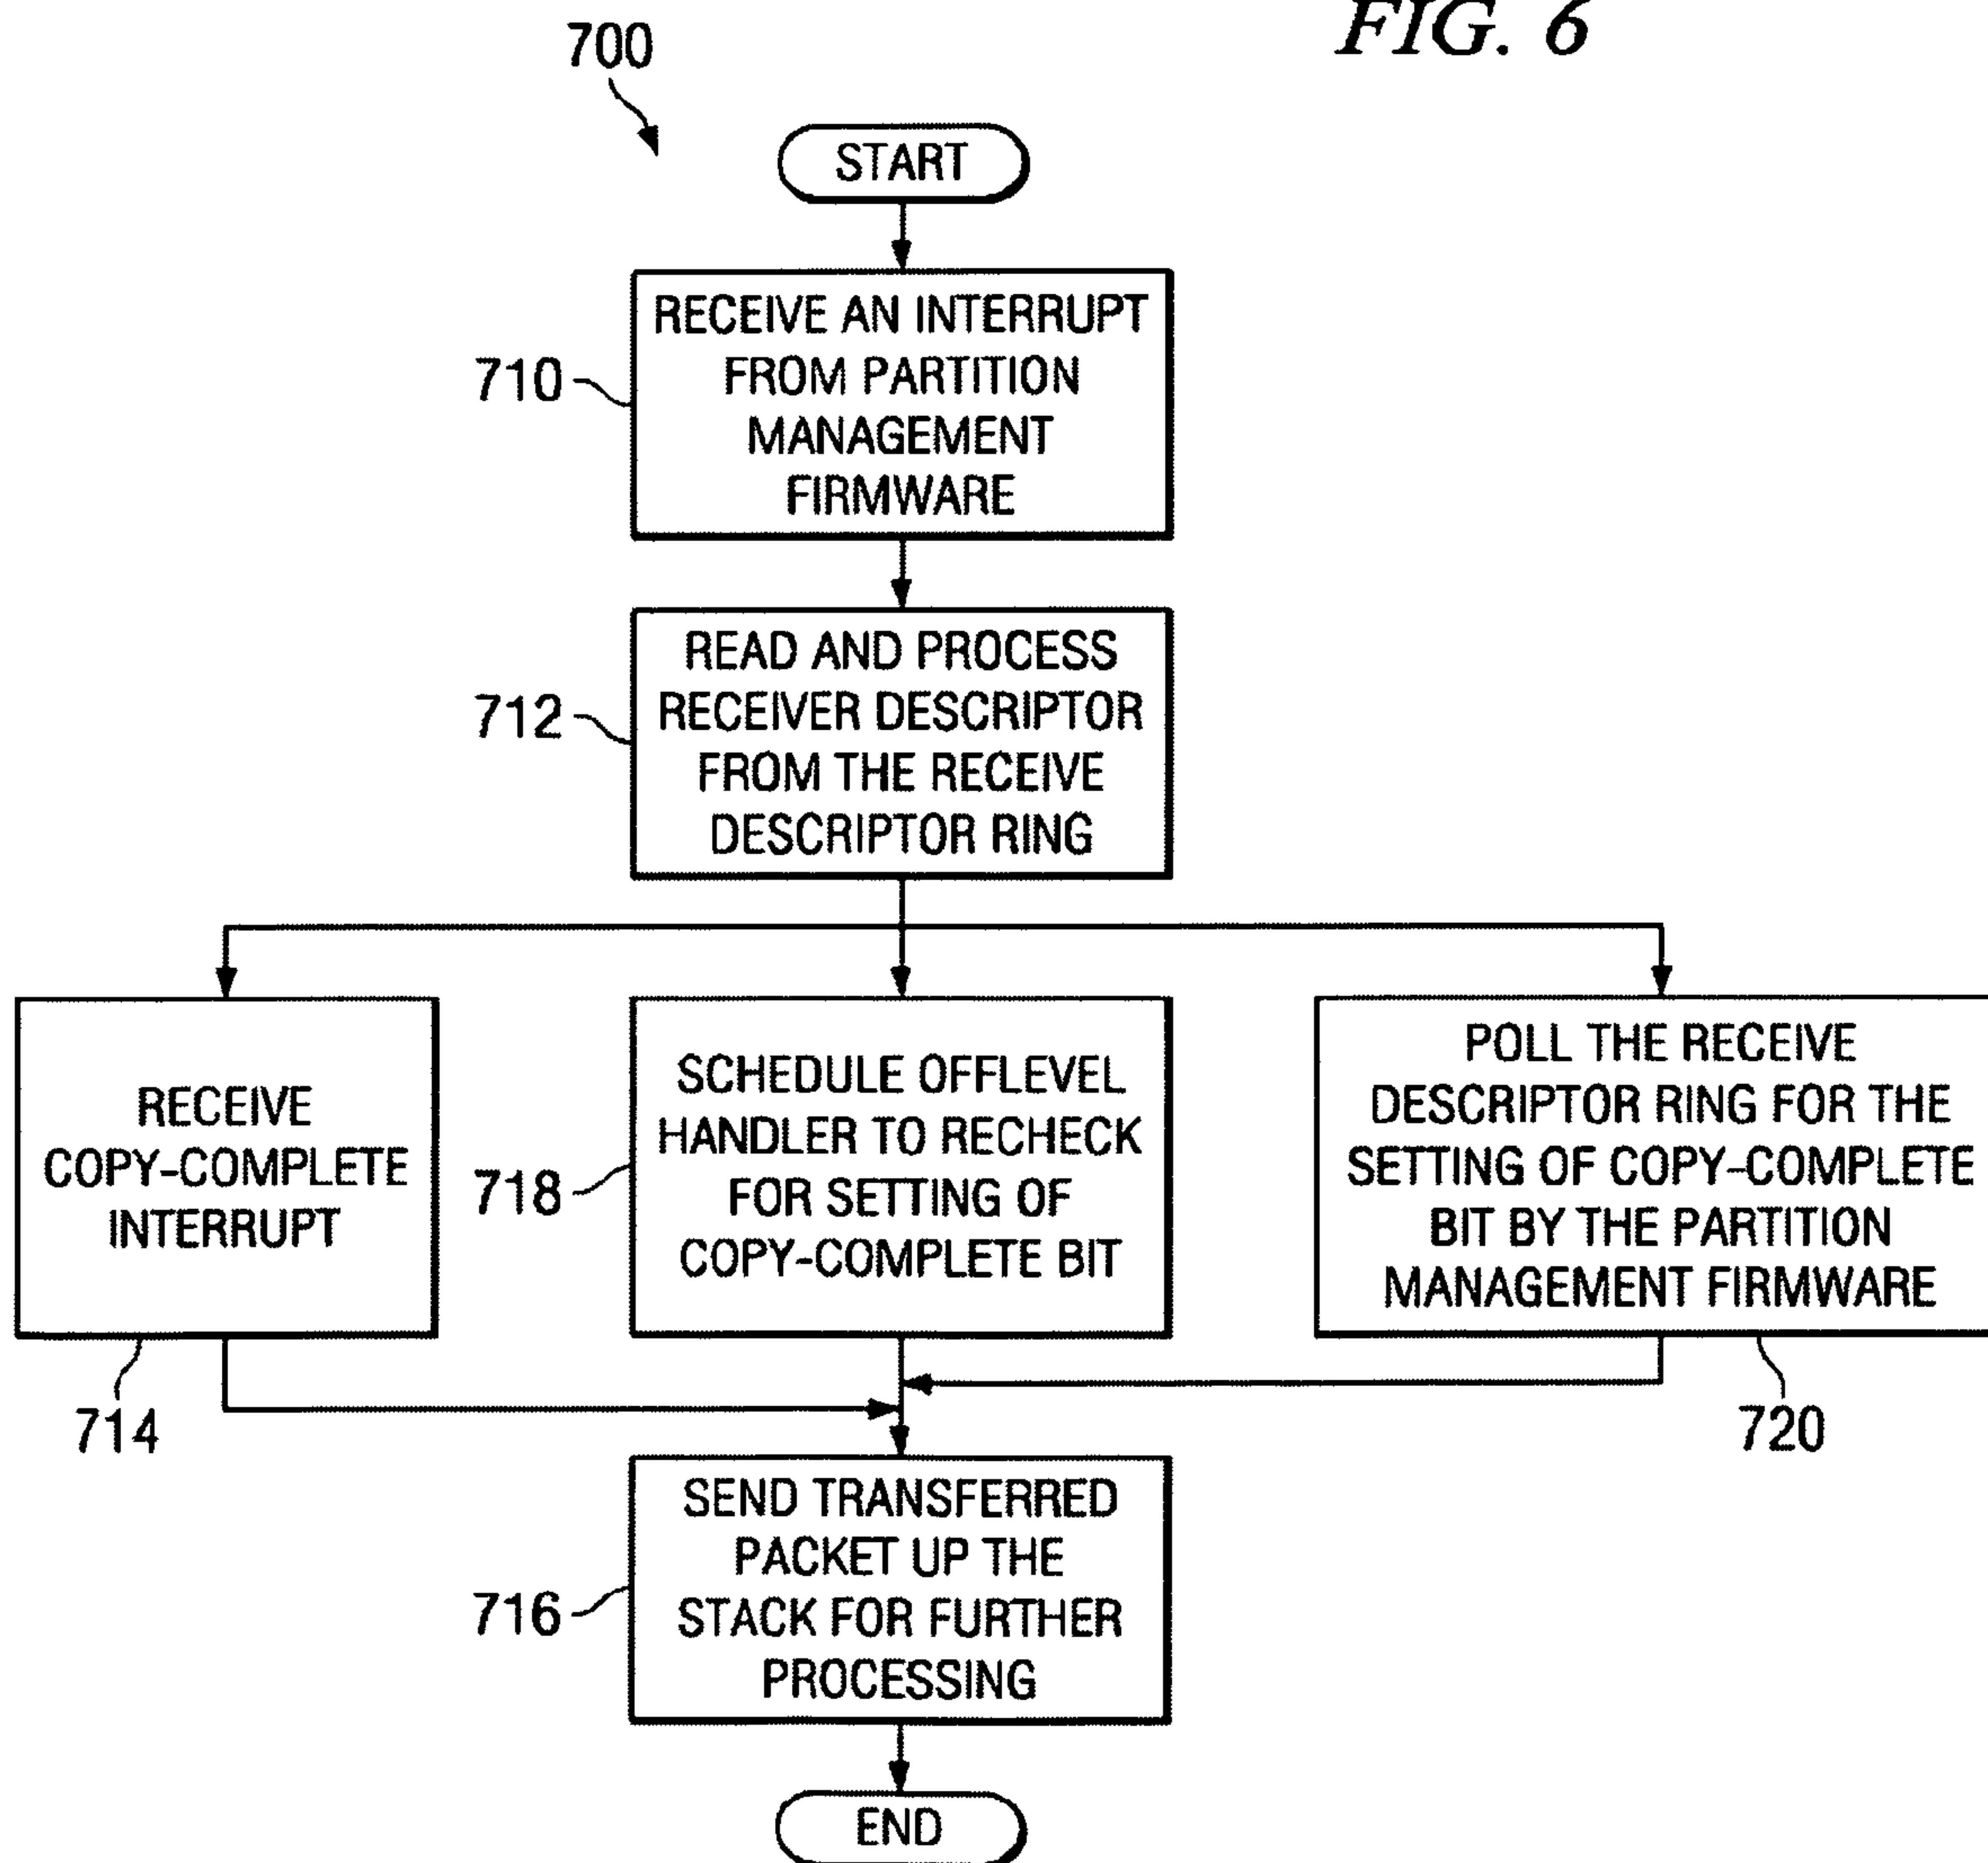 FIG. 6
700
START
RECEIVE AN INTERRUPT
FROM PARTITION
MANAGEMENT
FIRMWARE
710
READ AND PROCESS
RECEIVER DESCRIPTOR
FROM THE RECEIVE
DESCRIPTOR RING
712
RECEIVE
COPY-COMPLETE
INTERRUPT
714
SCHEDULE OFFLEVEL
HANDLER TO RECHECK
FOR SETTING OF
COPY-COMPLETE BIT
718
POLL THE RECEIVE
DESCRIPTOR RING FOR THE
SETTING OF COPY-COMPLETE
BIT BY THE PARTITION
MANAGEMENT FIRMWARE
720
SEND TRANSFERRED
PACKET UP THE
STACK FOR FURTHER
PROCESSING
716
END